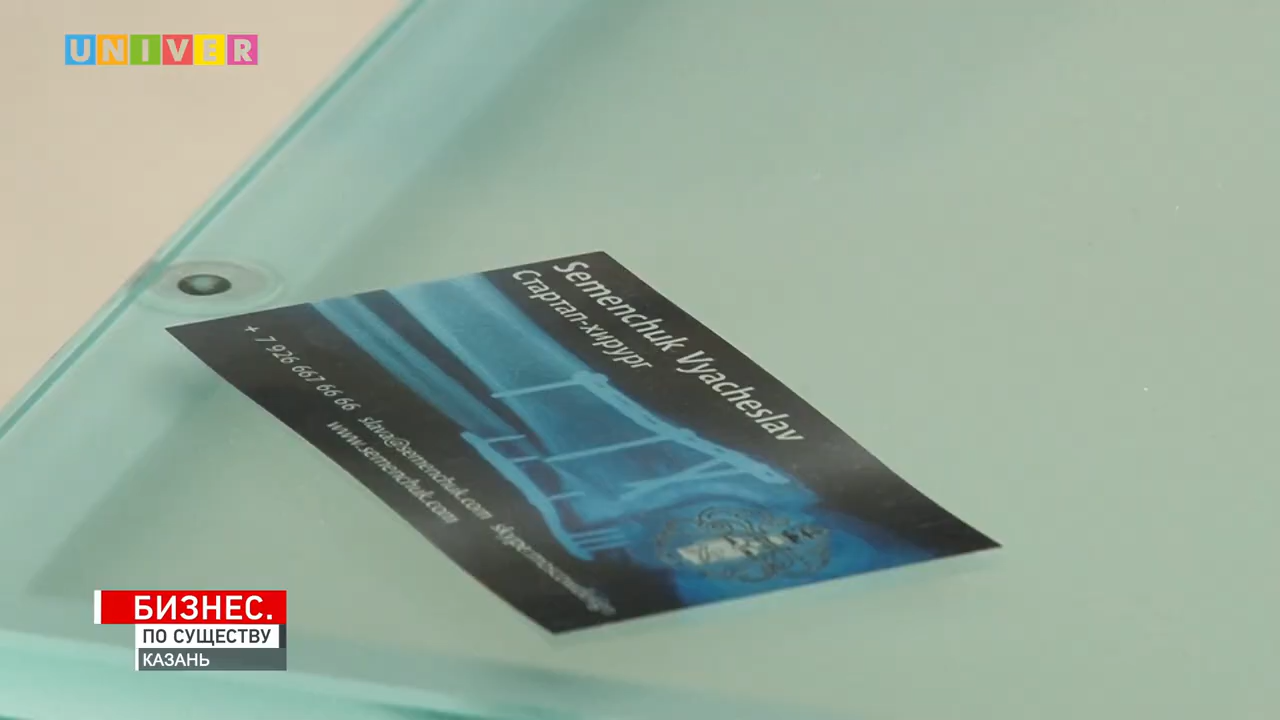 UNIVER
Semenchuk Vyacheslav
Стартап-хирург
+ 7 926 667 66 66 slava@semenchuk.com
www.semenchuk.com
БИЗНЕС.
ПО СУЩЕСТВУ
КАЗАНЬ